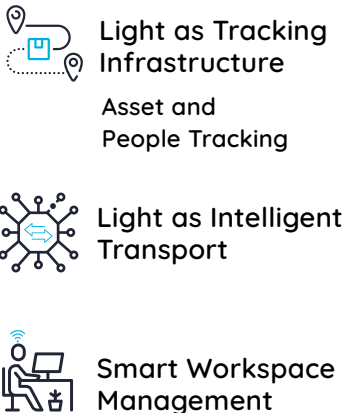 Light as Tracking
Infrastructure
Asset and
People Tracking
Light as Intelligent
Transport
Smart Workspace
Management